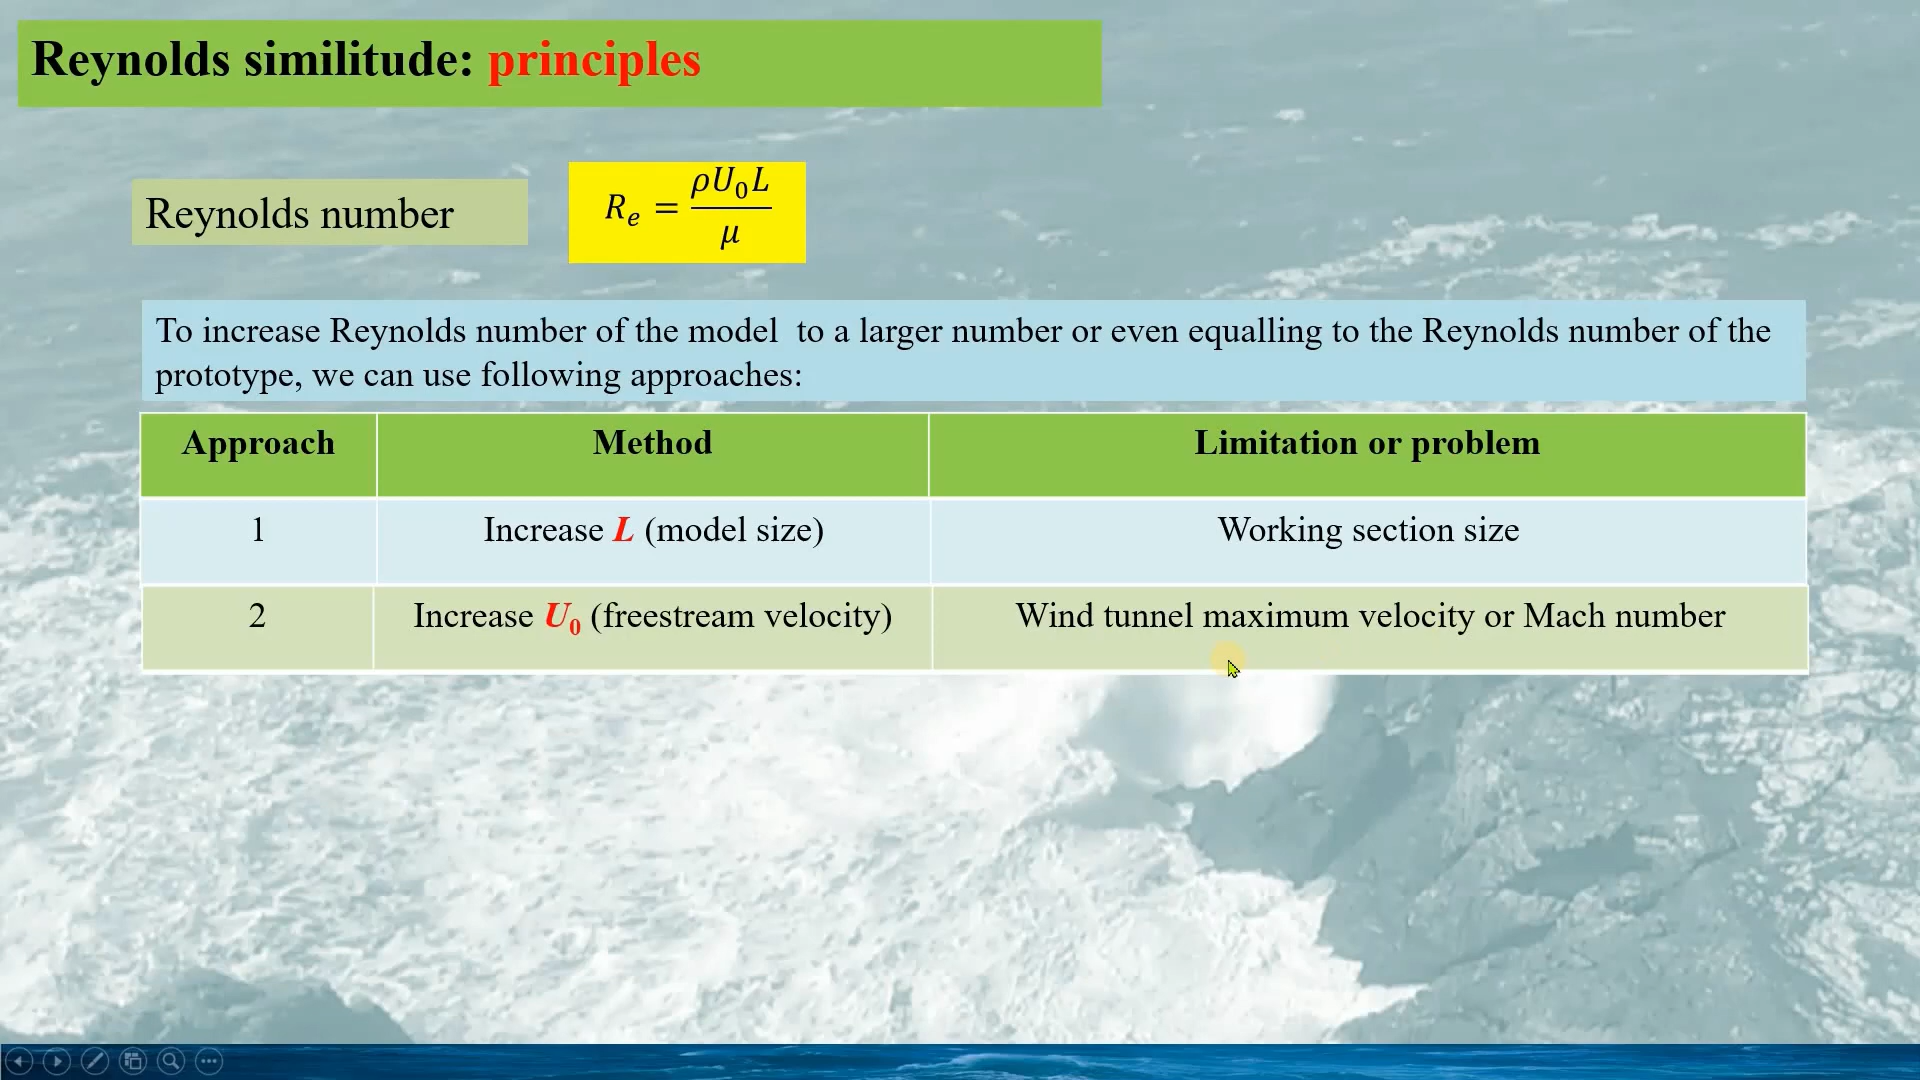 Reynolds similitude: principles
Reynolds number
Rₑ = ρU₀L / μ
To increase Reynolds number of the model to a larger number or even equalling to the Reynolds number of the
prototype, we can use following approaches:
Approach Method Limitation or problem
1 Increase L (model size) Working section size
2 Increase U₀ (freestream velocity) Wind tunnel maximum velocity or Mach number